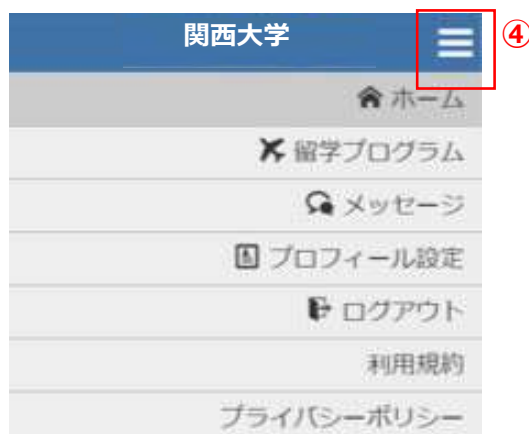 関西大学
④
ホーム
留学プログラム
メッセージ
プロフィール設定
ログアウト
利用規約
プライバシーポリシー